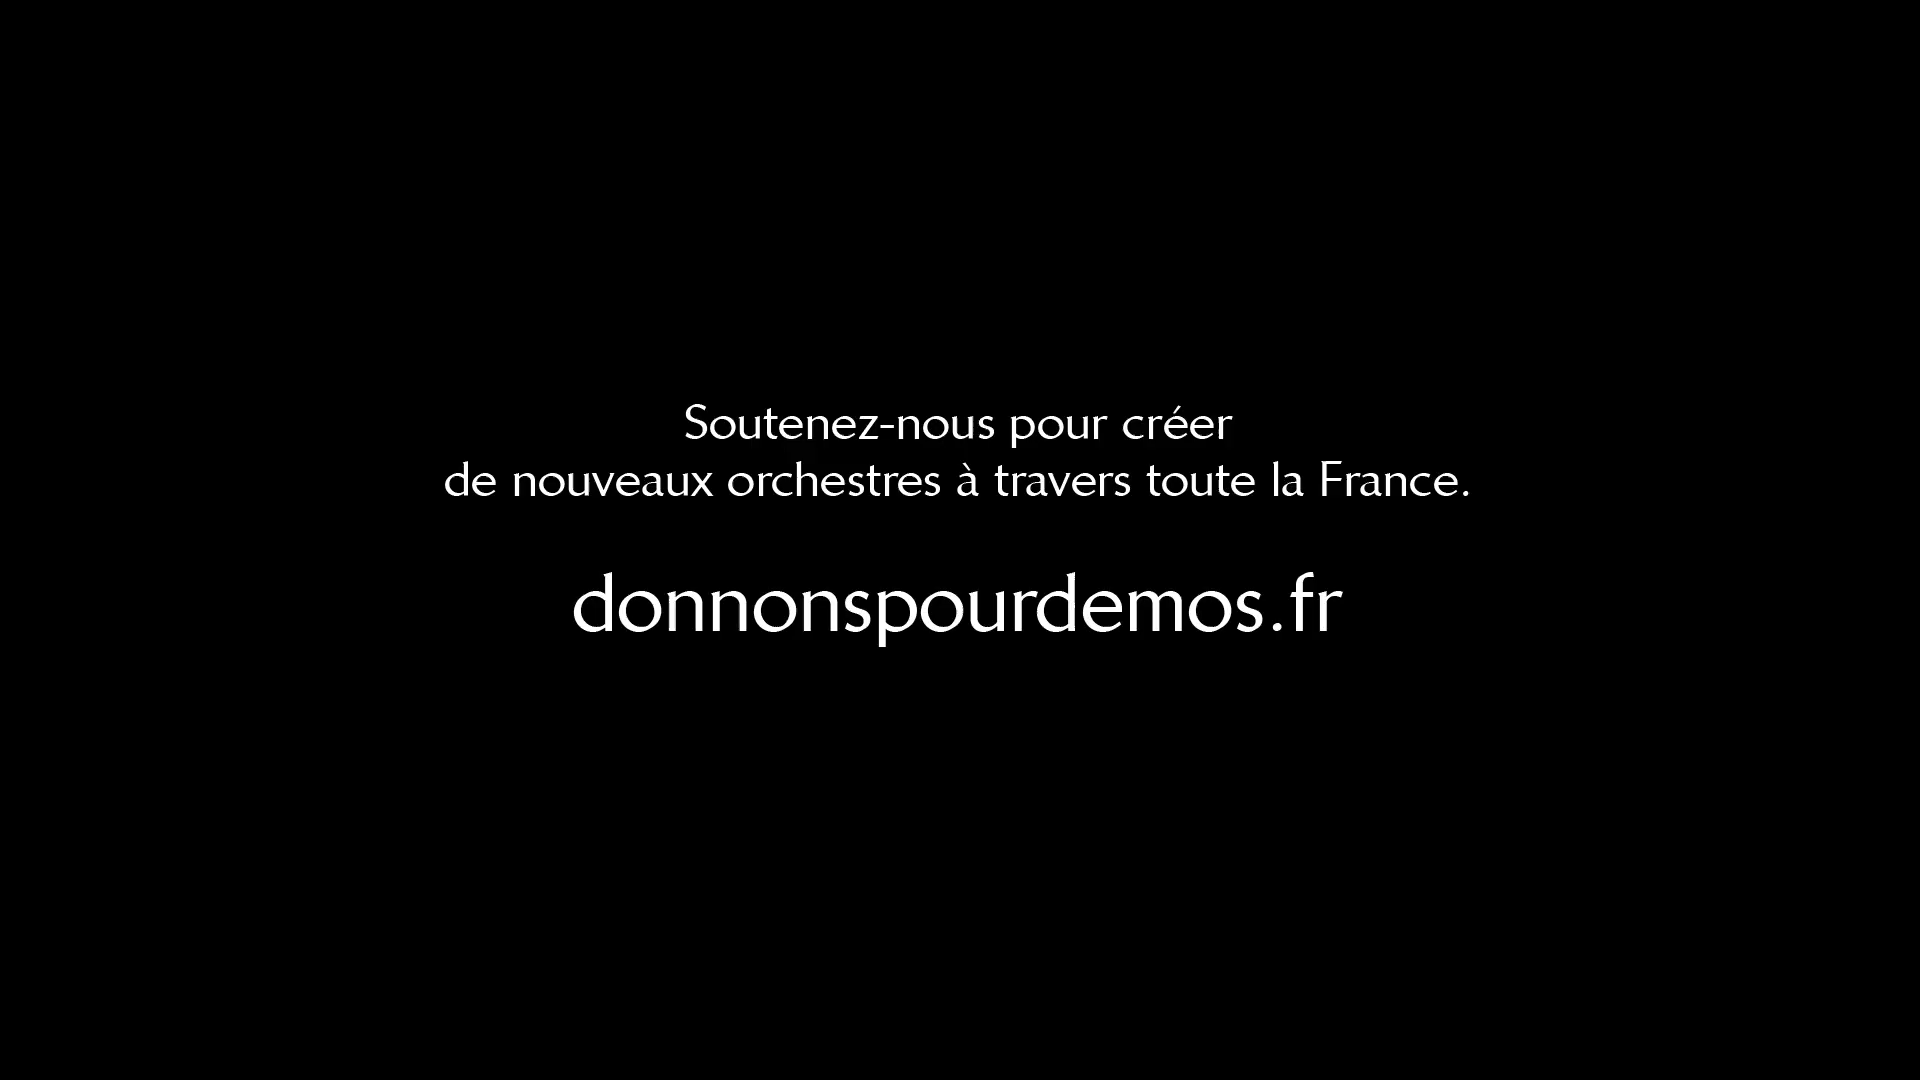 Soutenez-nous pour créer
de nouveaux orchestres à travers toute la France.
donnonspourdemos.fr